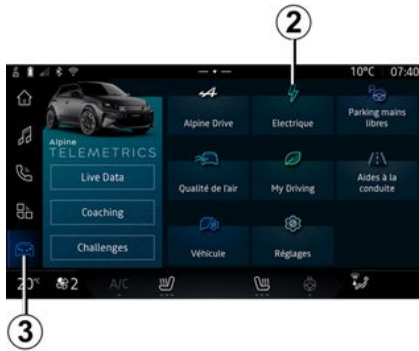 2
10°C 07:40
Alpine Drive
Electrique
Parking mains
libres
Alpine
TELEMETRICS
Live Data
Coaching
Challenges
Qualité de l'air
My Driving
Aides à la
conduite
Véhicule
Réglages
20°C
2
A/C
3